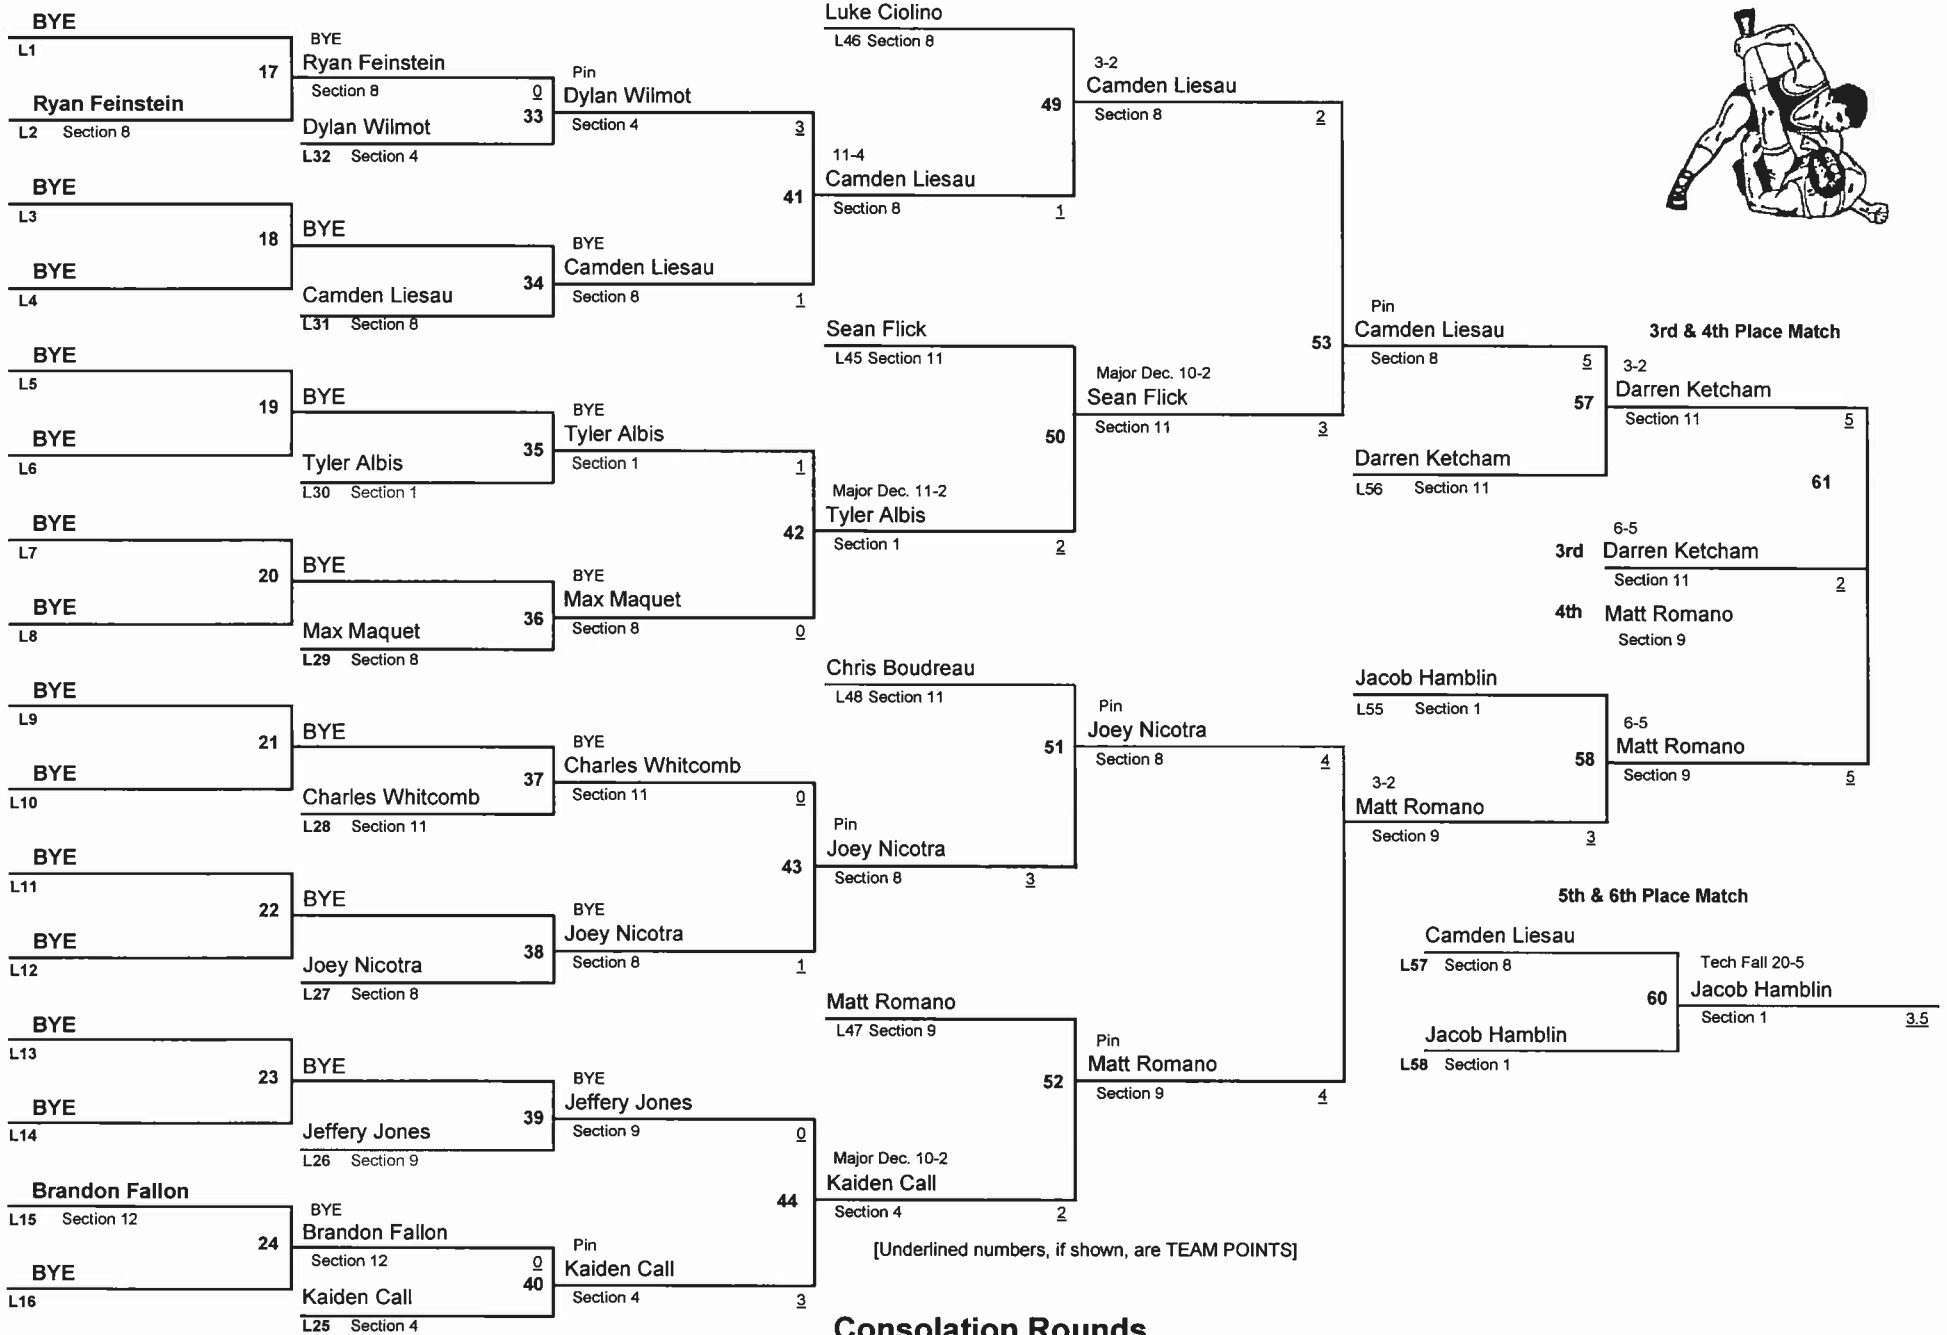 BYE
L1
17
Ryan Feinstein
L2 Section 8
BYE
L3
18
BYE
L4
BYE
L5
19
BYE
L6
BYE
L7
20
BYE
L8
BYE
L9
21
BYE
L10
BYE
L11
22
BYE
L12
BYE
L13
23
BYE
L14
Brandon Fallon
L15 Section 12
24
BYE
L16
BYE
Ryan Feinstein
Section 8 0
33
Dylan Wilmot
L32 Section 4
BYE
34
Camden Liesau
L31 Section 8
BYE
35
Tyler Albis
L30 Section 1
BYE
36
Max Maquet
L29 Section 8
BYE
37
Charles Whitcomb
L28 Section 11
BYE
38
Joey Nicotra
L27 Section 8
BYE
39
Jeffery Jones
L26 Section 9
BYE
Brandon Fallon
Section 12 0
40
Kaiden Call
L25 Section 4
Pin
Dylan Wilmot
Section 4 3
41
BYE
Camden Liesau
Section 8 1
BYE
Tyler Albis
Section 1 1
42
BYE
Max Maquet
Section 8 0
BYE
Charles Whitcomb
Section 11 0
43
BYE
Joey Nicotra
Section 8 1
BYE
Jeffery Jones
Section 9 0
44
Pin
Kaiden Call
Section 4 3
Luke Ciolino
L46 Section 8
49
11-4
Camden Liesau
Section 8 1
Sean Flick
L45 Section 11
50
Major Dec. 11-2
Tyler Albis
Section 1 2
Chris Boudreau
L48 Section 11
51
Pin
Joey Nicotra
Section 8 3
Matt Romano
L47 Section 9
52
Major Dec. 10-2
Kaiden Call
Section 4 2
[Underlined numbers, if shown, are TEAM POINTS]
Consolation Rounds
3-2
Camden Liesau
Section 8 2
53
Major Dec. 10-2
Sean Flick
Section 11 3
Pin
Joey Nicotra
Section 8 4
Pin
Matt Romano
Section 9 4
Pin
Camden Liesau
Section 8 5
57
Darren Ketcham
L56 Section 11
Jacob Hamblin
L55 Section 1
58
3-2
Matt Romano
Section 9 3
3rd & 4th Place Match
3-2
Darren Ketcham
Section 11 5
61
6-5
3rd Darren Ketcham
Section 11 2
4th Matt Romano
Section 9
6-5
Matt Romano
Section 9 5
5th & 6th Place Match
Camden Liesau
L57 Section 8
60
Jacob Hamblin
L58 Section 1
Tech Fall 20-5
Jacob Hamblin
Section 1 3.5